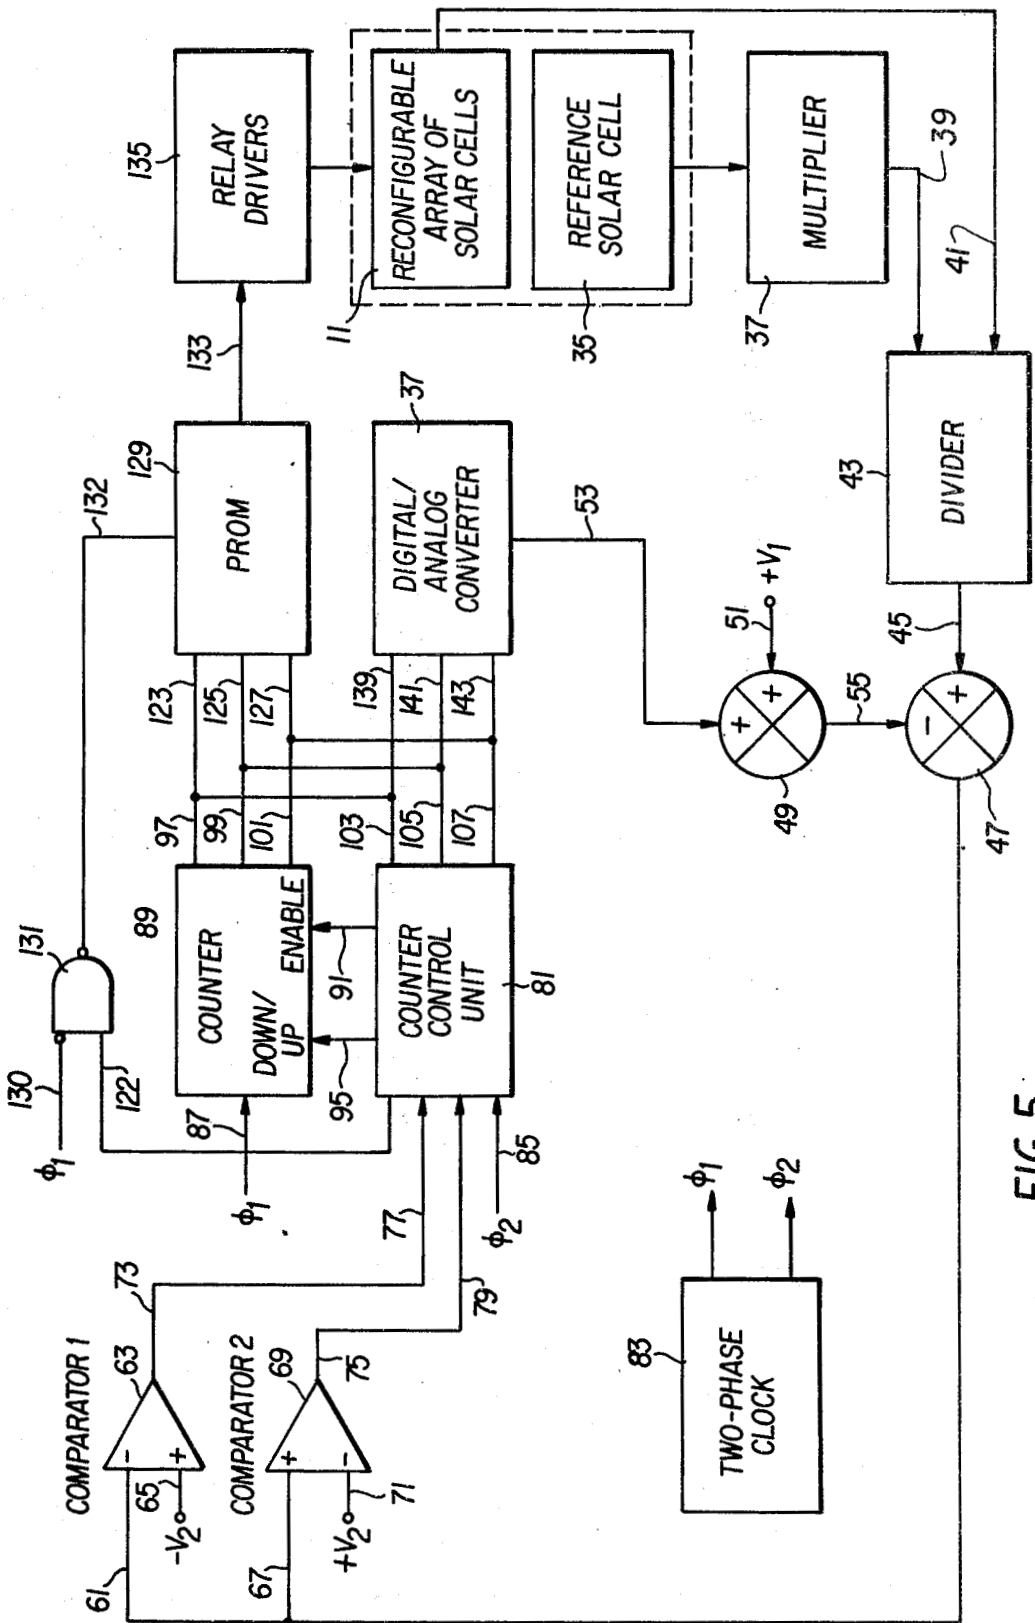 COMPARATOR 1
61
63
73
65
-V2
COMPARATOR 2
67
69
75
71
+V2
77
79
ϕ1
130
122
131
132
ϕ1
87
COUNTER
DOWN/
UP
ENABLE
89
95
91
ϕ2
85
COUNTER
CONTROL
UNIT
81
97
99
101
103
105
107
123
125
127
139
141
143
PROM
129
133
DIGITAL/
ANALOG
CONVERTER
37
53
RELAY
DRIVERS
135
RECONFIGURABLE
ARRAY OF
SOLAR CELLS
11
REFERENCE
SOLAR CELL
35
MULTIPLIER
37
39
41
DIVIDER
43
45
+V1
51
+
+
49
55
-
+
47
TWO-PHASE
CLOCK
83
ϕ1
ϕ2
FIG. 5